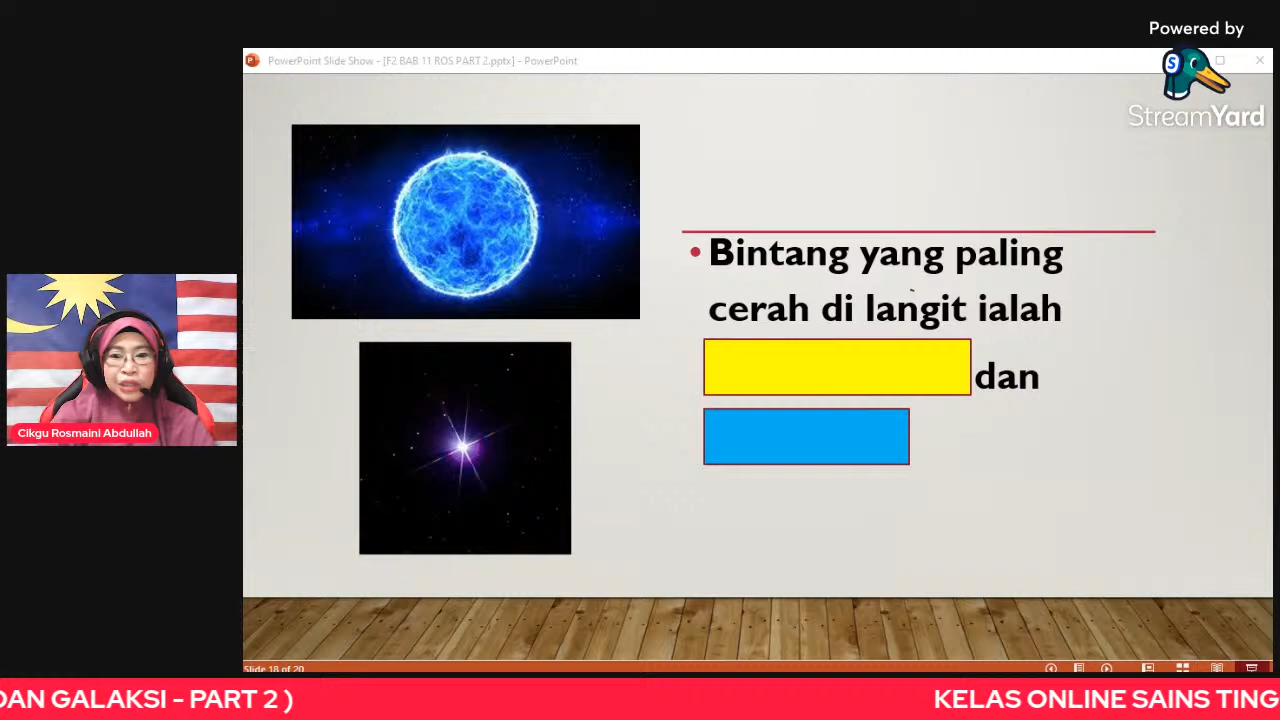 Powered by
PowerPoint Slide Show - [F2 BAB 11 ROS PART 2.pptx] - PowerPoint
S
StreamYard
• Bintang yang paling
cerah di langit ialah
dan
Cikgu Rosmaini Abdullah
Slide 18 of 20
DAN GALAKSI - PART 2 )
KELAS ONLINE SAINS TING